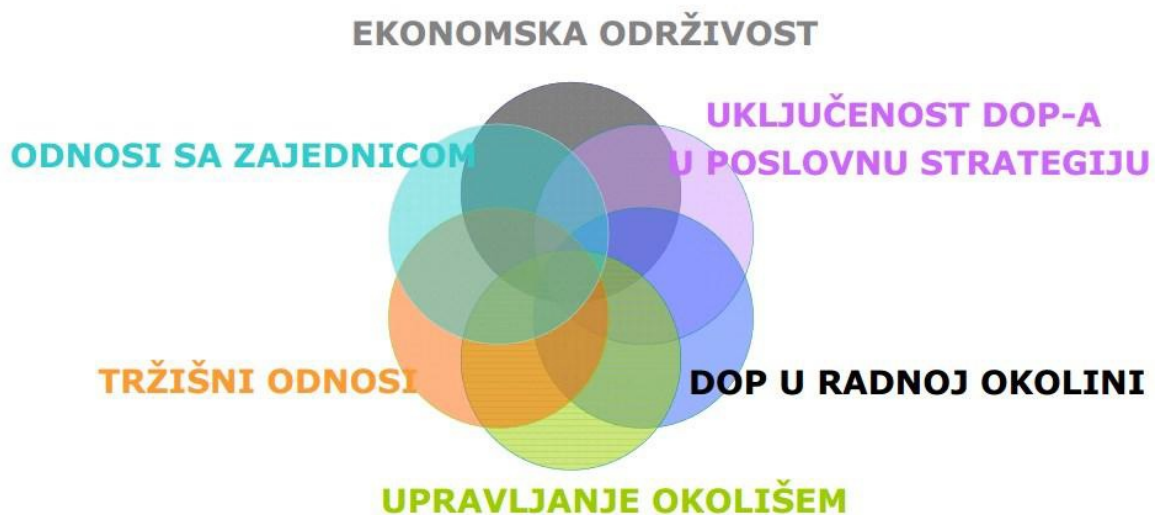 EKONOMSKA ODRŽIVOST
UKLJUČENOST DOP-A
U POSLOVNU STRATEGIJU
ODNOSI SA ZAJEDNICOM
TRŽIŠNI ODNOSI
DOP U RADNOJ OKOLINI
UPRAVLJANJE OKOLIŠEM